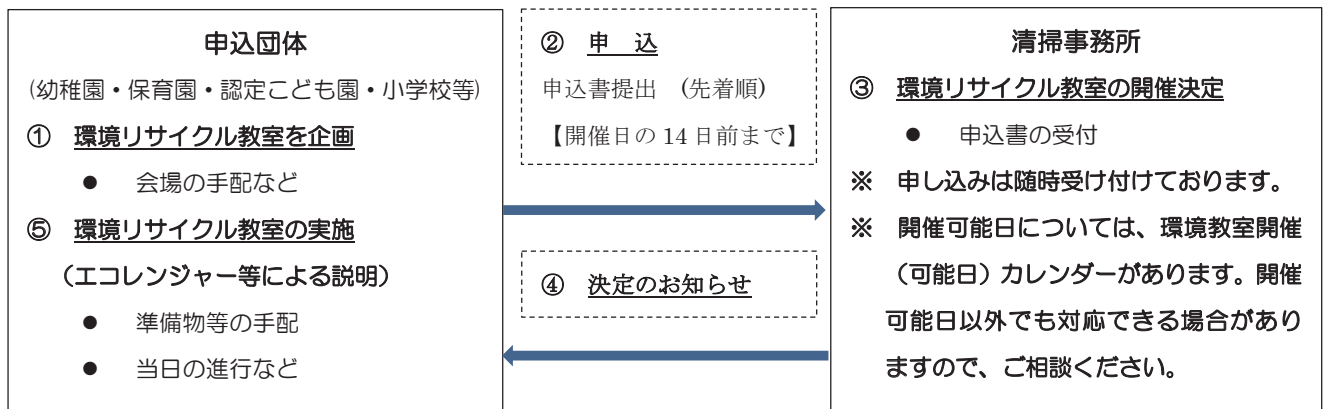 申込団体
(幼稚園・保育園・認定こども園・小学校等)
① 環境リサイクル教室を企画
● 会場の手配など
⑤ 環境リサイクル教室の実施
（エコレンジャー等による説明）
● 準備物等の手配
● 当日の進行など
② 申　込
申込書提出　(先着順)
【開催日の 14 日前まで】
④ 決定のお知らせ
清掃事務所
③ 環境リサイクル教室の開催決定
● 申込書の受付
※　申し込みは随時受け付けております。
※　開催可能日については、環境教室開催
（可能日）カレンダーがあります。開催
可能日以外でも対応できる場合があり
ますので、ご相談ください。